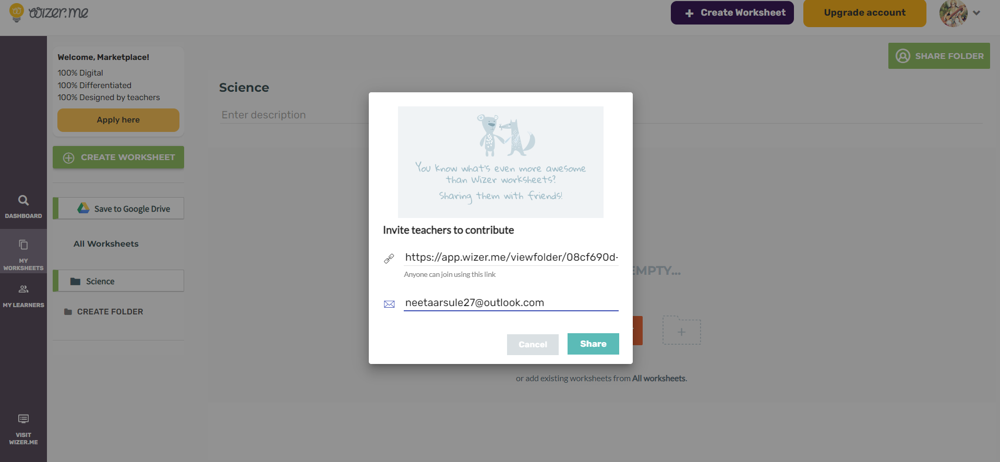 wizer.me
+ Create Worksheet
Upgrade account
Welcome, Marketplace!
100% Digital
100% Differentiated
100% Designed by teachers
Apply here
CREATE WORKSHEET
Save to Google Drive
All Worksheets
Science
CREATE FOLDER
DASHBOARD
MY
WORKSHEETS
MY LEARNERS
VISIT
WIZER.ME
SHARE FOLDER
Science
Enter description
You know what's even more awesome
than Wizer worksheets?
Sharing them with friends!
Invite teachers to contribute
https://app.wizer.me/viewfolder/08cf690d-
Anyone can join using this link
neetaarsule27@outlook.com
Cancel
Share
EMPTY...
+
or add existing worksheets from All worksheets.